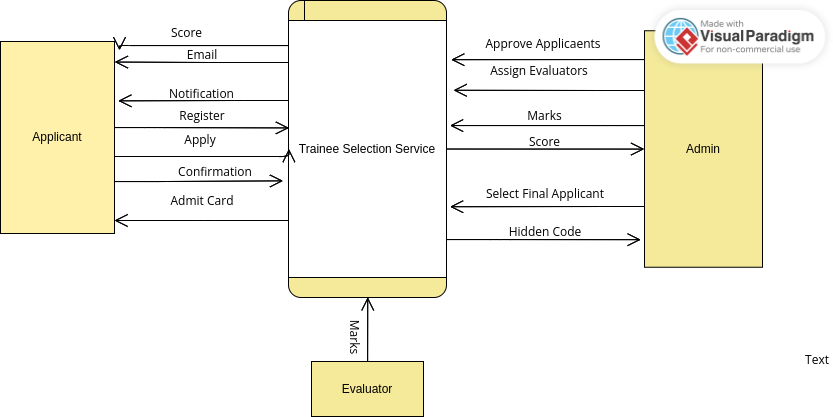 Score
Email
Notification
Register
Apply
Confirmation
Admit Card
Applicant
Trainee Selection Service
Approve Applicaents
Assign Evaluators
Marks
Score
Select Final Applicant
Hidden Code
Admin
Marks
Evaluator
Text
Made with
Visual Paradigm
For non-commercial use